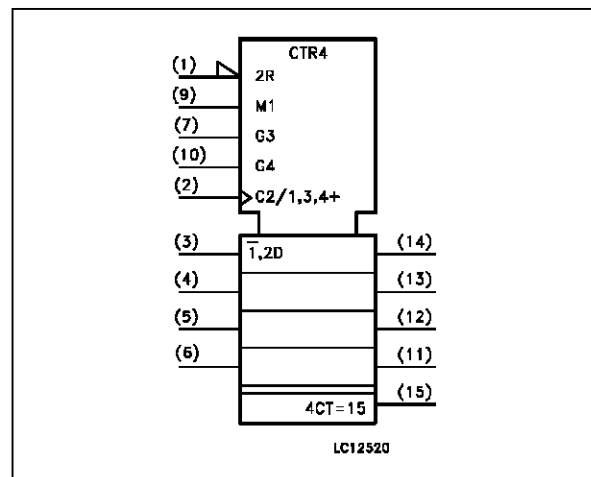 CTR4
(1) 2R
(9) M1
(7) G3
(10) G4
(2) C2/1,3,4+
(3) 1̅,2D (14)
(4) (13)
(5) (12)
(6) (11)
4CT=15 (15)
LC12520